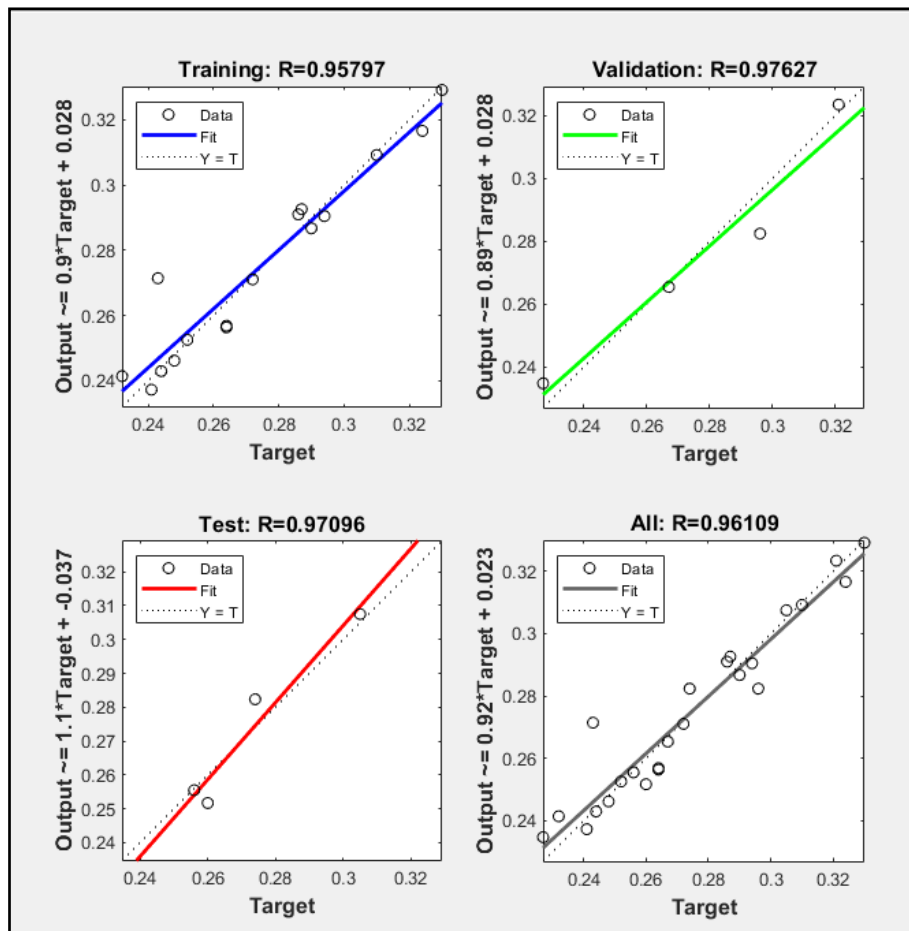 Training: R=0.95797
Output ~= 0.9*Target + 0.028
0.32
0.3
0.28
0.26
0.24
Data
Fit
Y = T
0.24 0.26 0.28 0.3 0.32
Target
Validation: R=0.97627
Output ~= 0.89*Target + 0.028
0.32
0.3
0.28
0.26
0.24
Data
Fit
Y = T
0.24 0.26 0.28 0.3 0.32
Target
Test: R=0.97096
Output ~= 1.1*Target + -0.037
0.32
0.31
0.3
0.29
0.28
0.27
0.26
0.25
0.24
Data
Fit
Y = T
0.24 0.26 0.28 0.3 0.32
Target
All: R=0.96109
Output ~= 0.92*Target + 0.023
0.32
0.3
0.28
0.26
0.24
Data
Fit
Y = T
0.24 0.26 0.28 0.3 0.32
Target